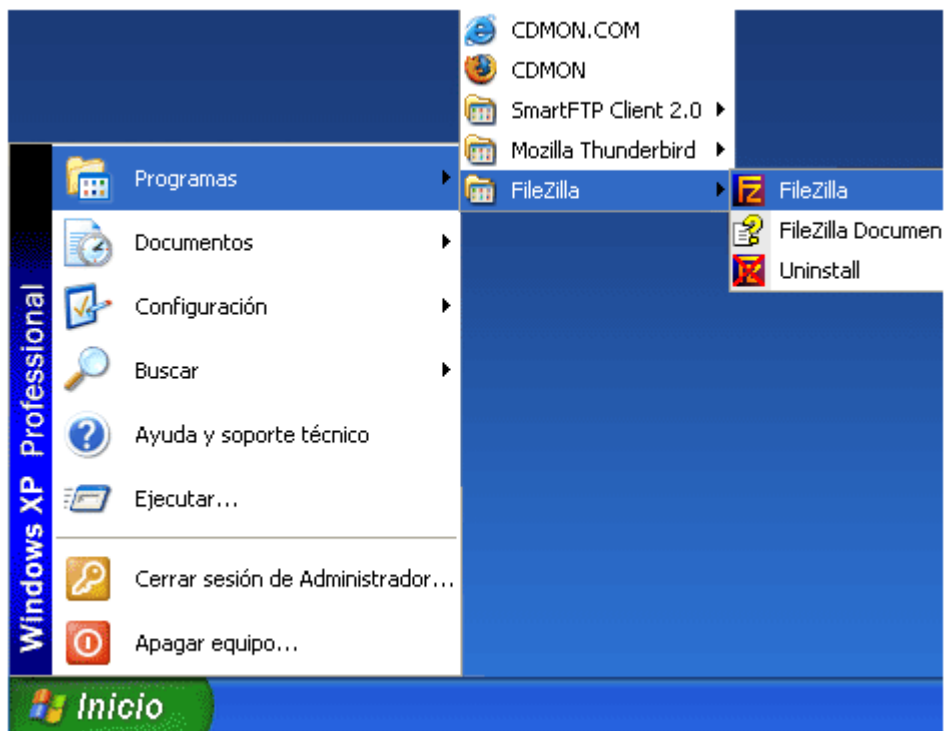 CDMON.COM
CDMON
SmartFTP Client 2.0
Mozilla Thunderbird
FileZilla
FileZilla
FileZilla Documen
Uninstall
Programas
Documentos
Configuración
Buscar
Ayuda y soporte técnico
Ejecutar...
Cerrar sesión de Administrador...
Apagar equipo...
Windows XP Professional
Inicio